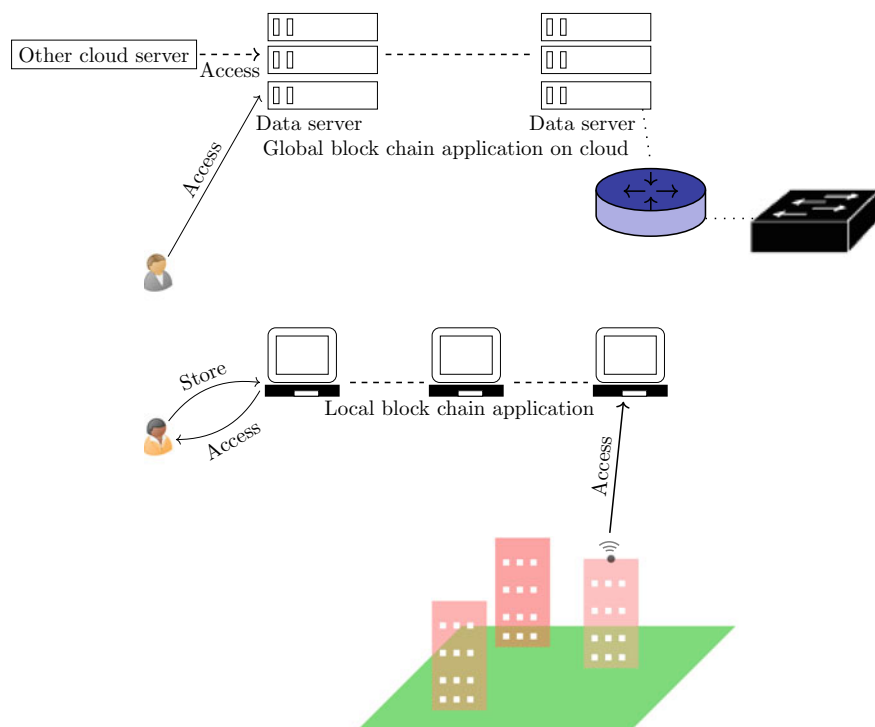 Other cloud server
Access
Data server
Data server
Global block chain application on cloud
Access
Store
Access
Local block chain application
Access